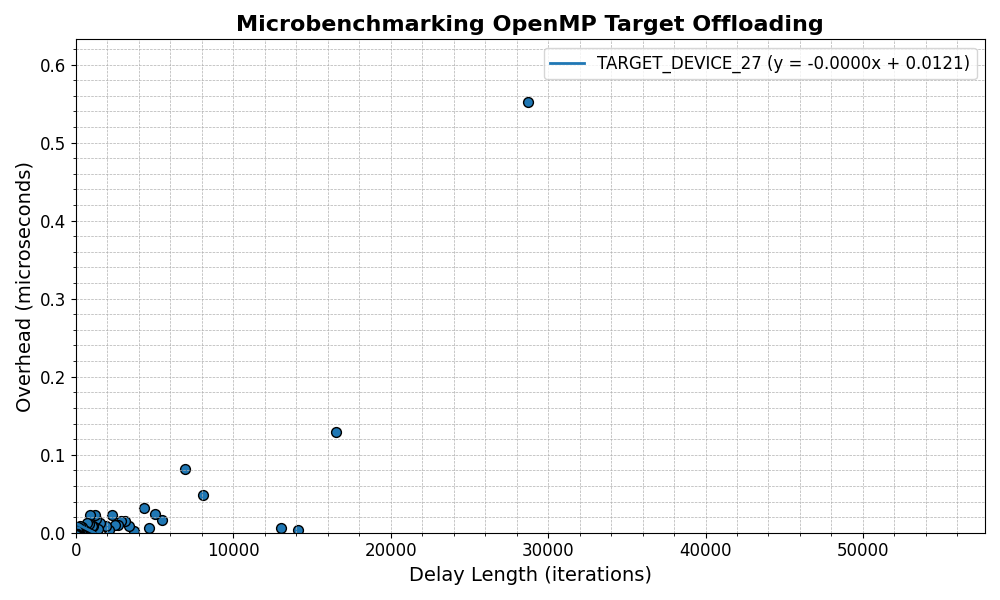 Microbenchmarking OpenMP Target Offloading
TARGET_DEVICE_27 (y = -0.0000x + 0.0121)
Overhead (microseconds)
0.6
0.5
0.4
0.3
0.2
0.1
0.0
0 10000 20000 30000 40000 50000
Delay Length (iterations)